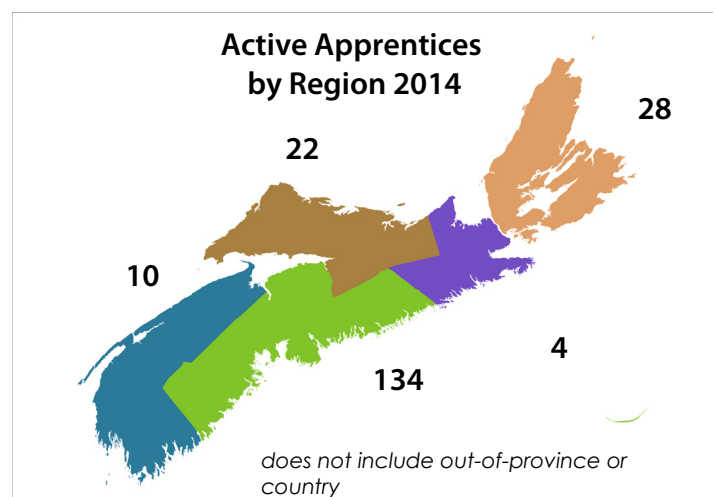 Active Apprentices
by Region 2014
28
22
10
4
134
does not include out-of-province or
country